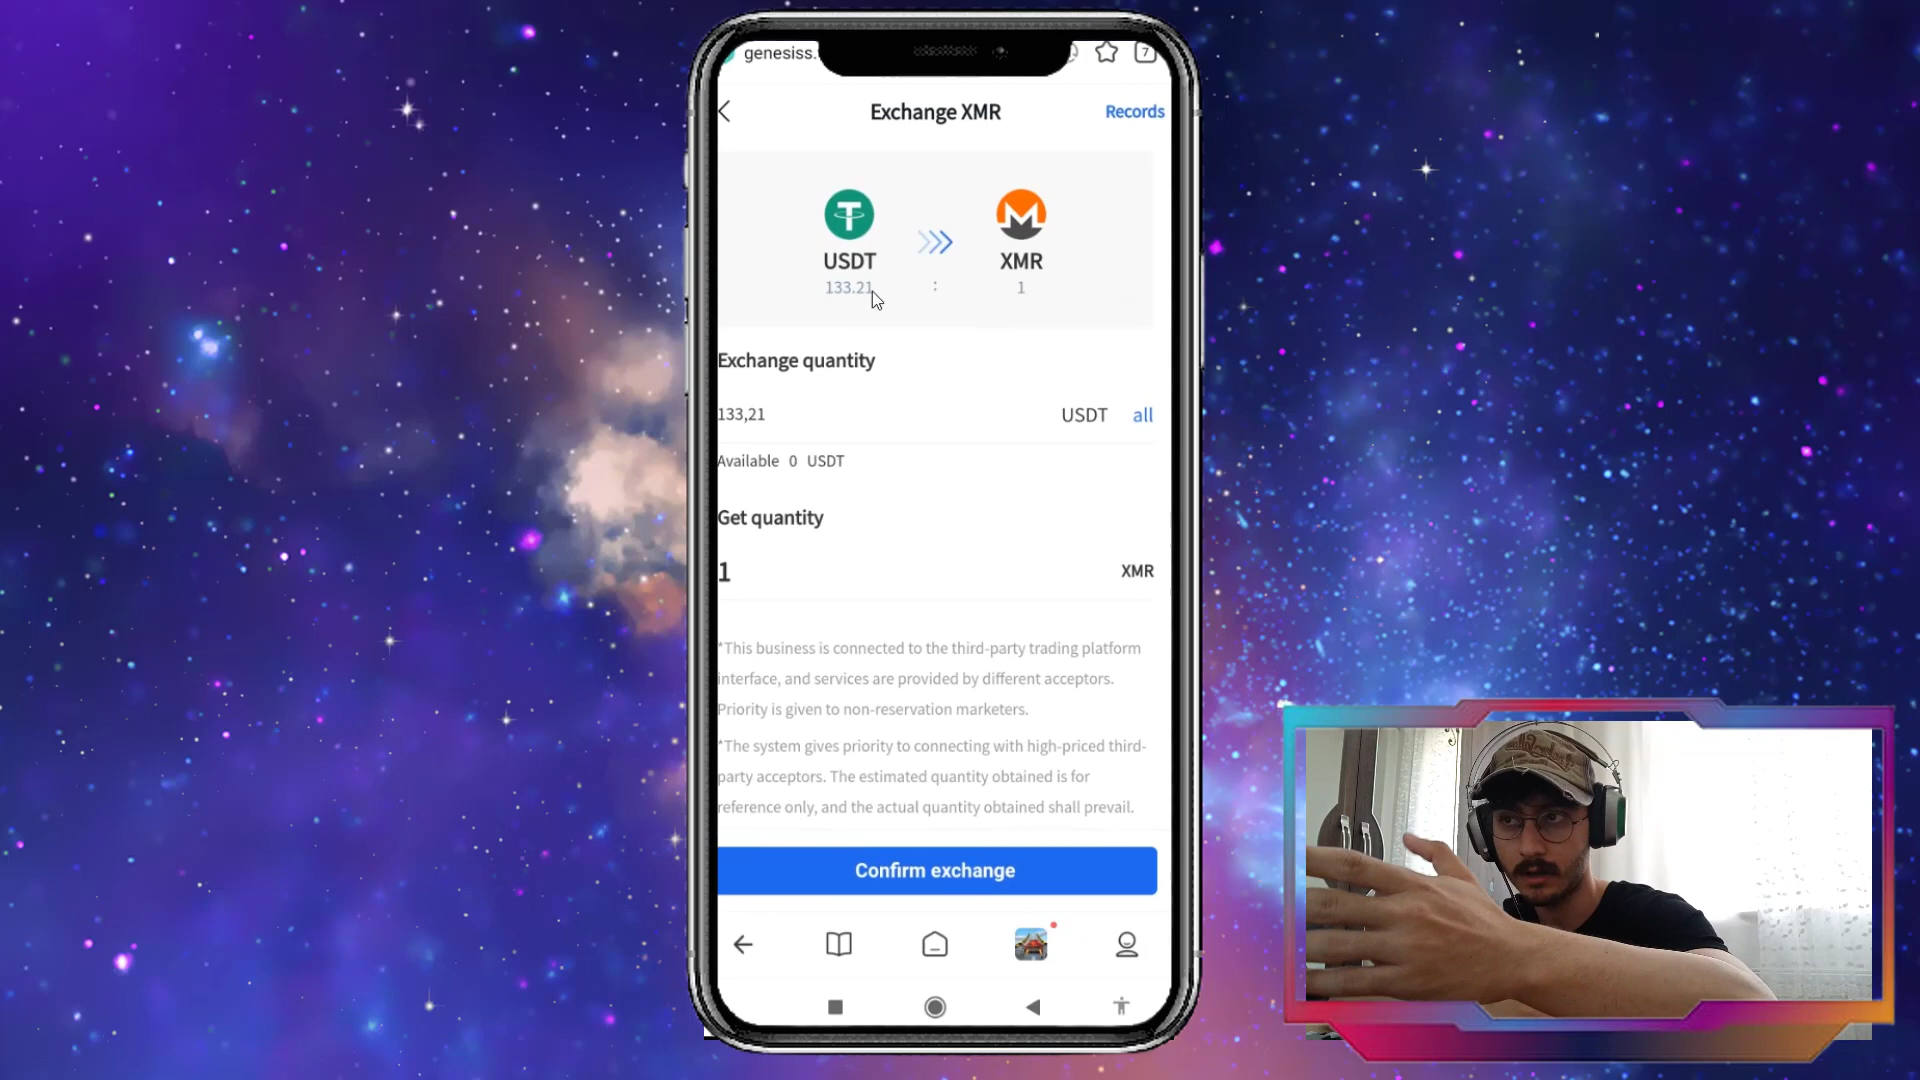 genesiss.
7
Exchange XMR
Records
USDT
XMR
133.21
:
1
Exchange quantity
133,21
USDT all
Available 0 USDT
Get quantity
1
XMR
*This business is connected to the third-party trading platform
interface, and services are provided by different acceptors.
Priority is given to non-reservation marketers.
*The system gives priority to connecting with high-priced third-
party acceptors. The estimated quantity obtained is for
reference only, and the actual quantity obtained shall prevail.
Confirm exchange